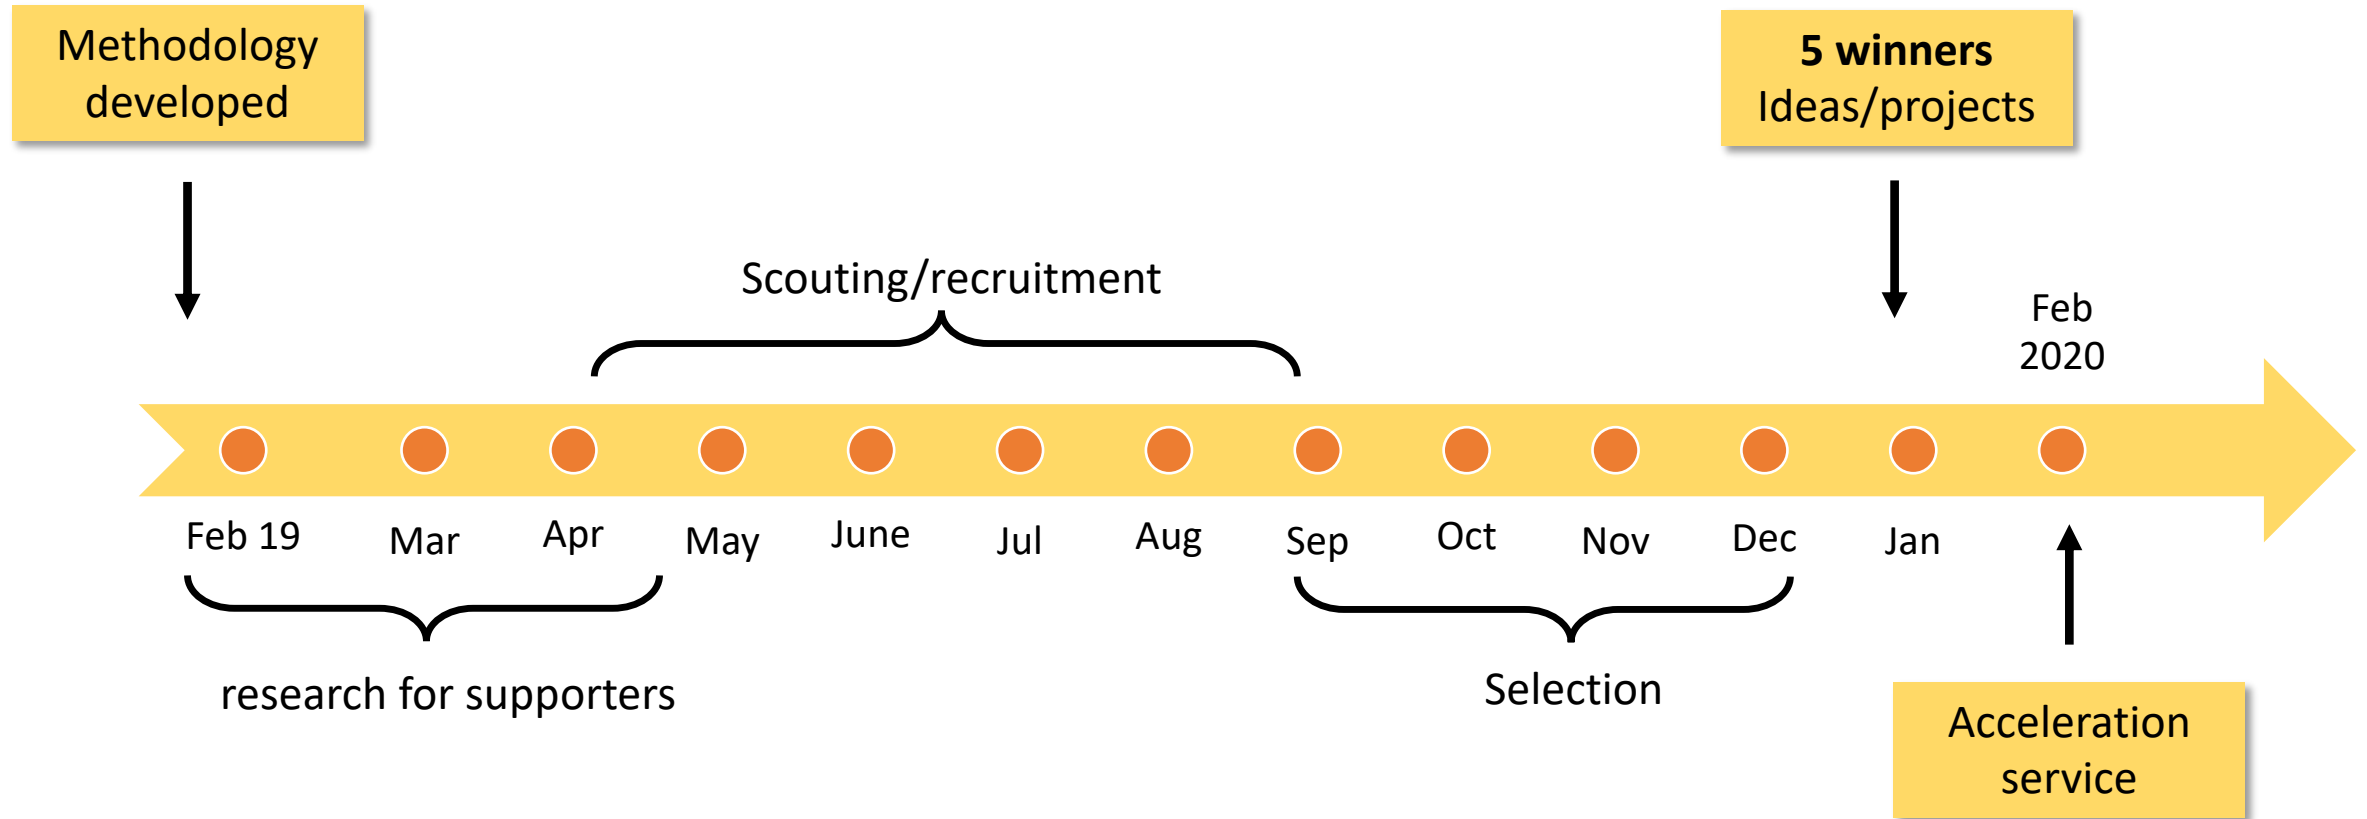 Methodology
developed
5 winners
Ideas/projects
Scouting/recruitment
Feb
2020
Feb 19
Mar
Apr
May
June
Jul
Aug
Sep
Oct
Nov
Dec
Jan
research for supporters
Selection
Acceleration
service